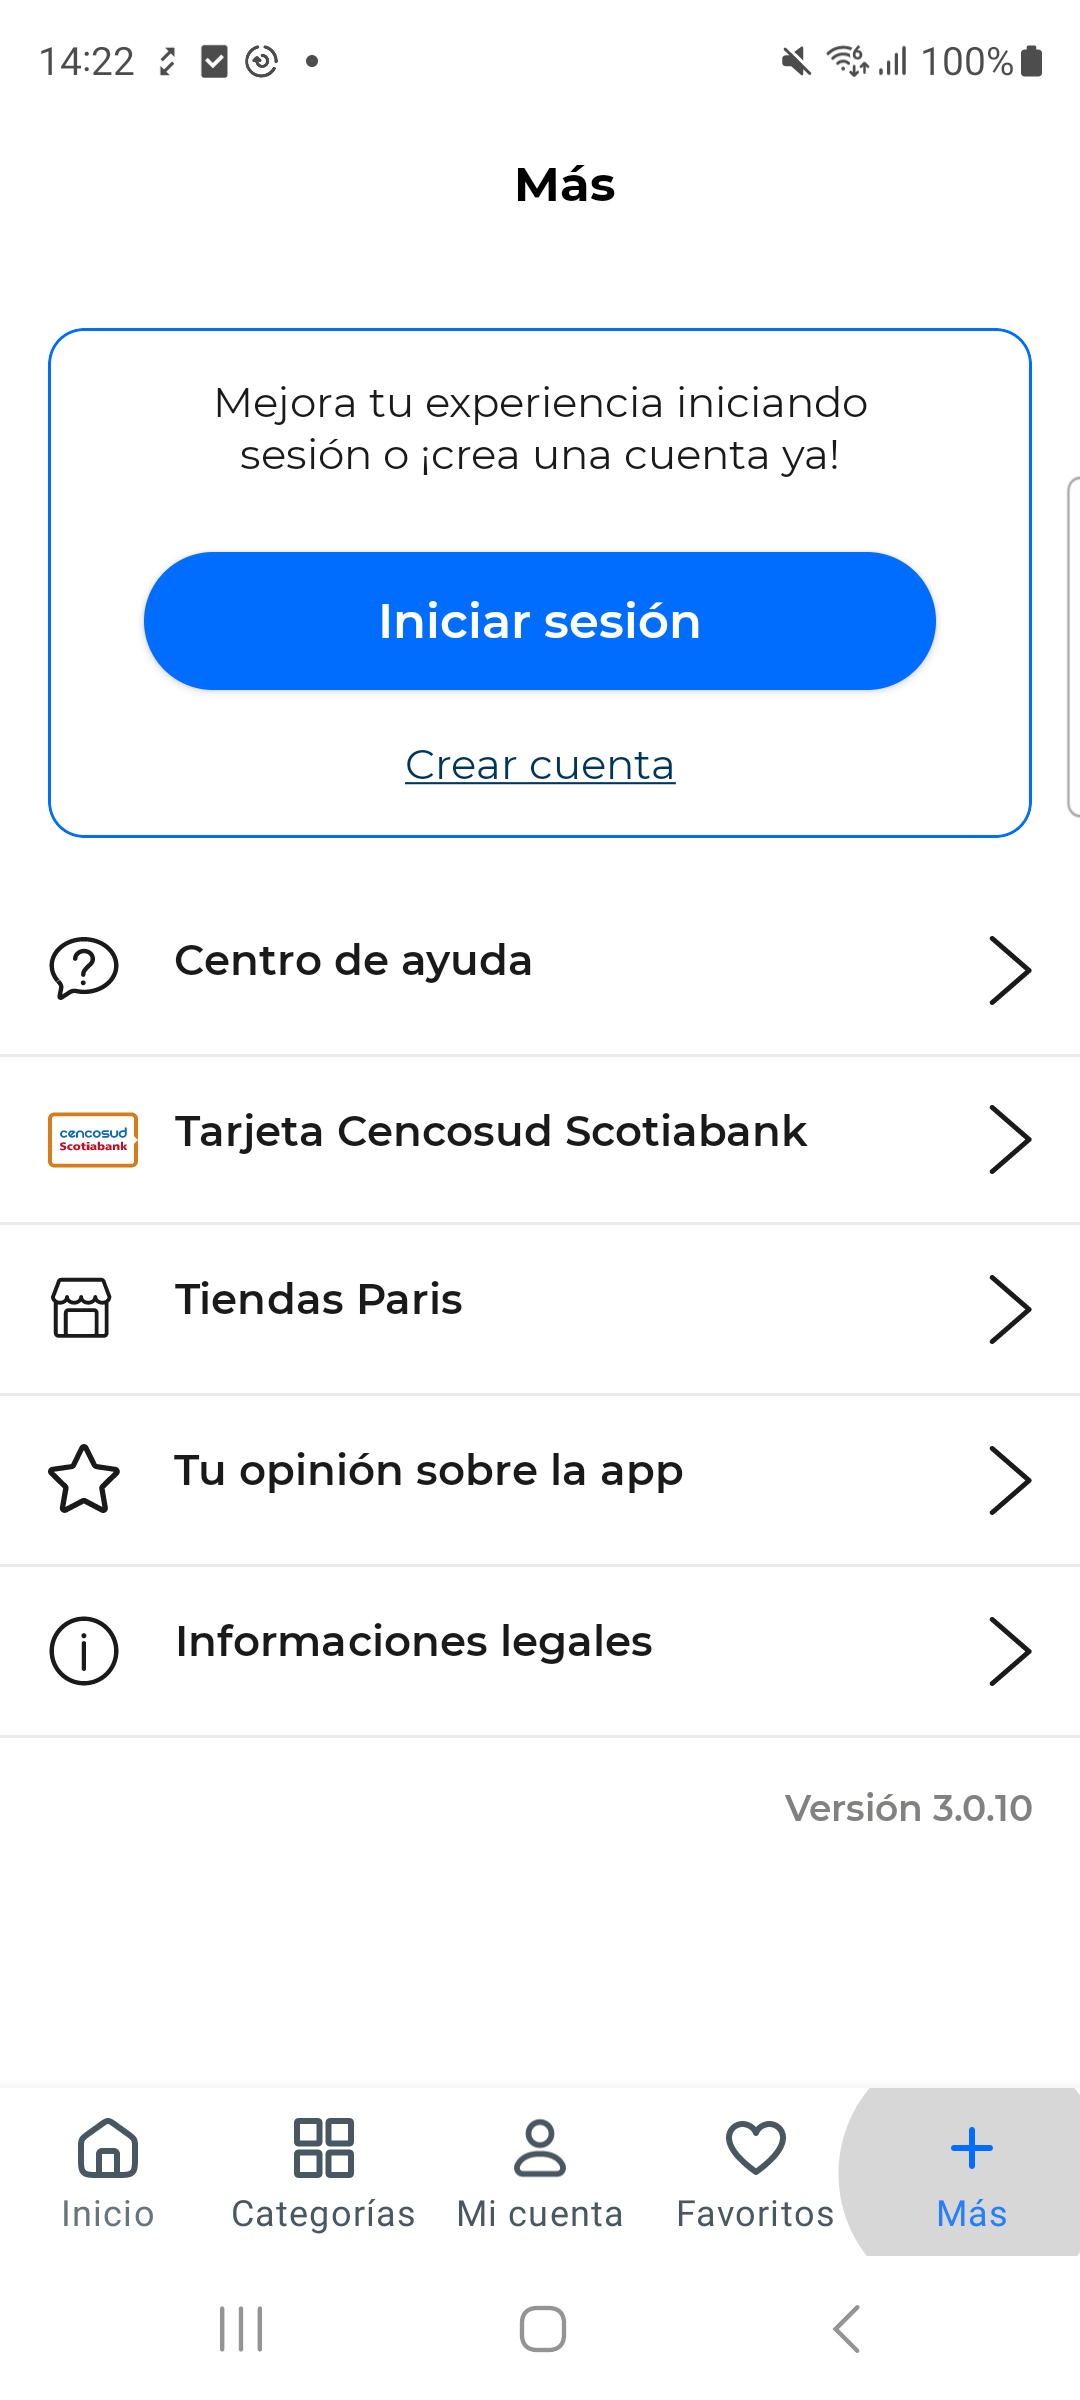 14:22
100%
Más
Mejora tu experiencia iniciando
sesión o ¡crea una cuenta ya!
Iniciar sesión
Crear cuenta
Centro de ayuda
cencosud
Scotiabank
Tarjeta Cencosud Scotiabank
Tiendas Paris
Tu opinión sobre la app
Informaciones legales
Versión 3.0.10
Inicio
Categorías
Mi cuenta
Favoritos
Más